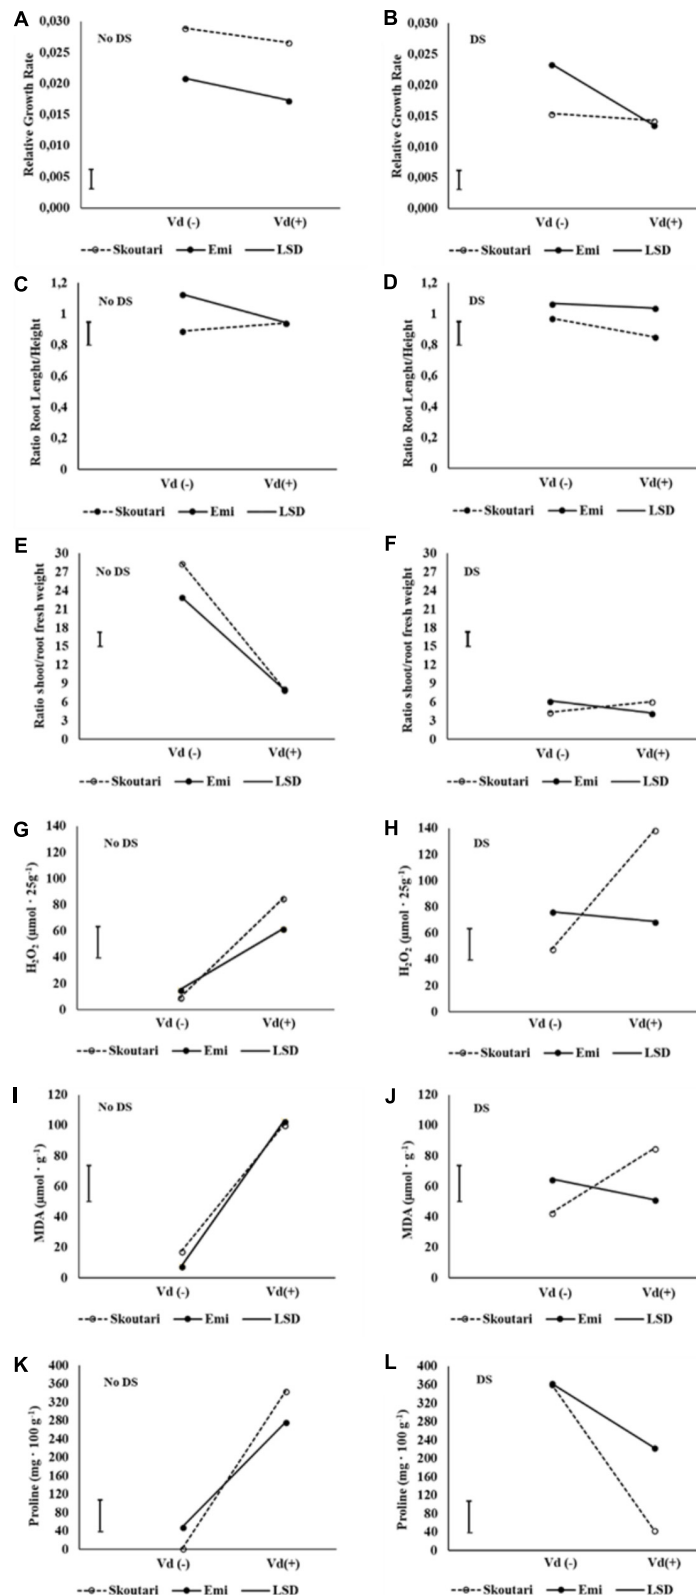 A
Relative Growth Rate
0,030
0,025
0,020
0,015
0,010
0,005
0,000
No DS
Vd (-) Vd(+)
Skoutari Emi LSD
B
Relative Growth Rate
0,030
0,025
0,020
0,015
0,010
0,005
0,000
DS
Vd (-) Vd(+)
Skoutari Emi LSD
C
Ratio Root Lenght/Height
1,2
1
0,8
0,6
0,4
0,2
0
No DS
Vd (-) Vd(+)
Skoutari Emi LSD
D
Ratio Root Lenght/Height
1,2
1
0,8
0,6
0,4
0,2
0
DS
Vd (-) Vd(+)
Skoutari Emi LSD
E
Ratio shoot/root fresh weight
30
27
24
21
18
15
12
9
6
3
0
No DS
Vd (-) Vd(+)
Skoutari Emi LSD
F
Ratio shoot/root fresh weight
30
27
24
21
18
15
12
9
6
3
0
DS
Vd (-) Vd(+)
Skoutari Emi LSD
G
H₂O₂ (μmol · 25g⁻¹)
140
120
100
80
60
40
20
0
No DS
Vd (-) Vd(+)
Skoutari Emi LSD
H
H₂O₂ (μmol · 25g⁻¹)
140
120
100
80
60
40
20
0
DS
Vd (-) Vd(+)
Skoutari Emi LSD
I
MDA (μmol · g⁻¹)
120
100
80
60
40
20
0
No DS
Vd (-) Vd(+)
Skoutari Emi LSD
J
MDA (μmol · g⁻¹)
120
100
80
60
40
20
0
DS
Vd (-) Vd(+)
Skoutari Emi LSD
K
Proline (mg · 100 g⁻¹)
400
360
320
280
240
200
160
120
80
40
0
No DS
Vd (-) Vd(+)
Skoutari Emi LSD
L
Proline (mg · 100 g⁻¹)
400
360
320
280
240
200
160
120
80
40
0
DS
Vd (-) Vd(+)
Skoutari Emi LSD